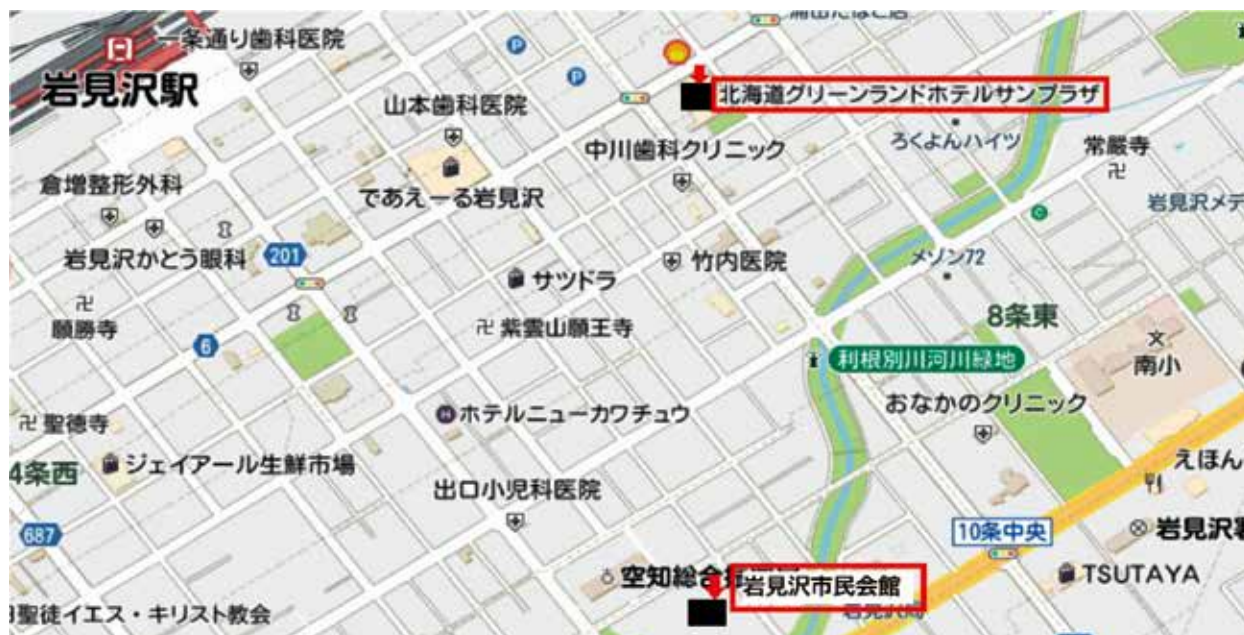 一条通り歯科医院
岩見沢駅
P
P
北海道グリーンランドホテルサンプラザ
山本歯科医院
ろくよんハイツ
常厳寺
中川歯科クリニック
倉増整形外科
であえーる岩見沢
岩見沢メデ
C
岩見沢かとう眼科
201
竹内医院
メゾン72
サツドラ
8条東
願勝寺
紫雲山願王寺
6
文
南小
利根別川河川緑地
おなかのクリニック
聖徳寺
H
ホテルニューカワチュウ
4条西
ジェイアール生鮮市場
えほん
出口小児科医院
687
10条中央
岩見沢署
空知総合振興局
岩見沢市民会館
TSUTAYA
聖徒イエス・キリスト教会